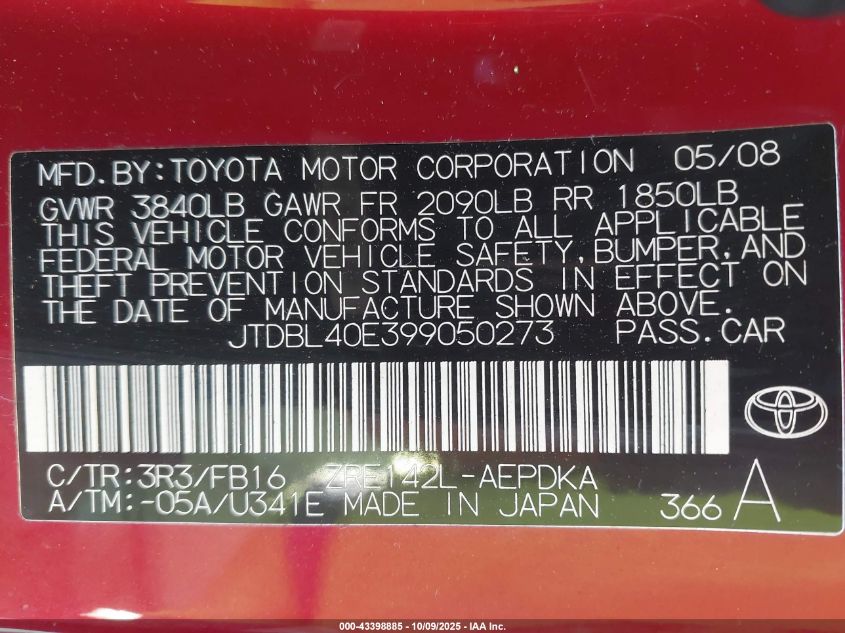 MFD.BY:TOYOTA MOTOR CORPORATION 05/08
GVWR 3840LB GAWR FR 2090LB RR 1850LB
THIS VEHICLE CONFORMS TO ALL APPLICABLE
FEDERAL MOTOR VEHICLE SAFETY,BUMPER,AND
THEFT PREVENTION STANDARDS IN EFFECT ON
THE DATE OF MANUFACTURE SHOWN ABOVE.
JTDBL40E399050273 PASS.CAR
C/TR:3R3/FB16 ZRE142L-AEPDKA
A/TM:-05A/U341E MADE IN JAPAN 366 A
000-43398885 - 10/09/2025 - IAA Inc.